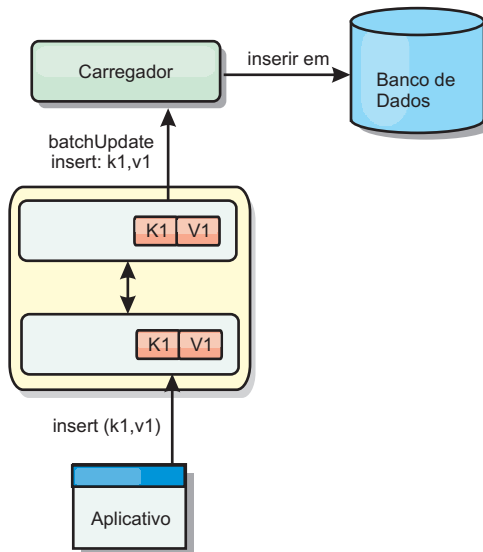 Carregador
inserir em
Banco de
Dados
batchUpdate
insert: k1,v1
K1 V1
K1 V1
insert (k1,v1)
Aplicativo